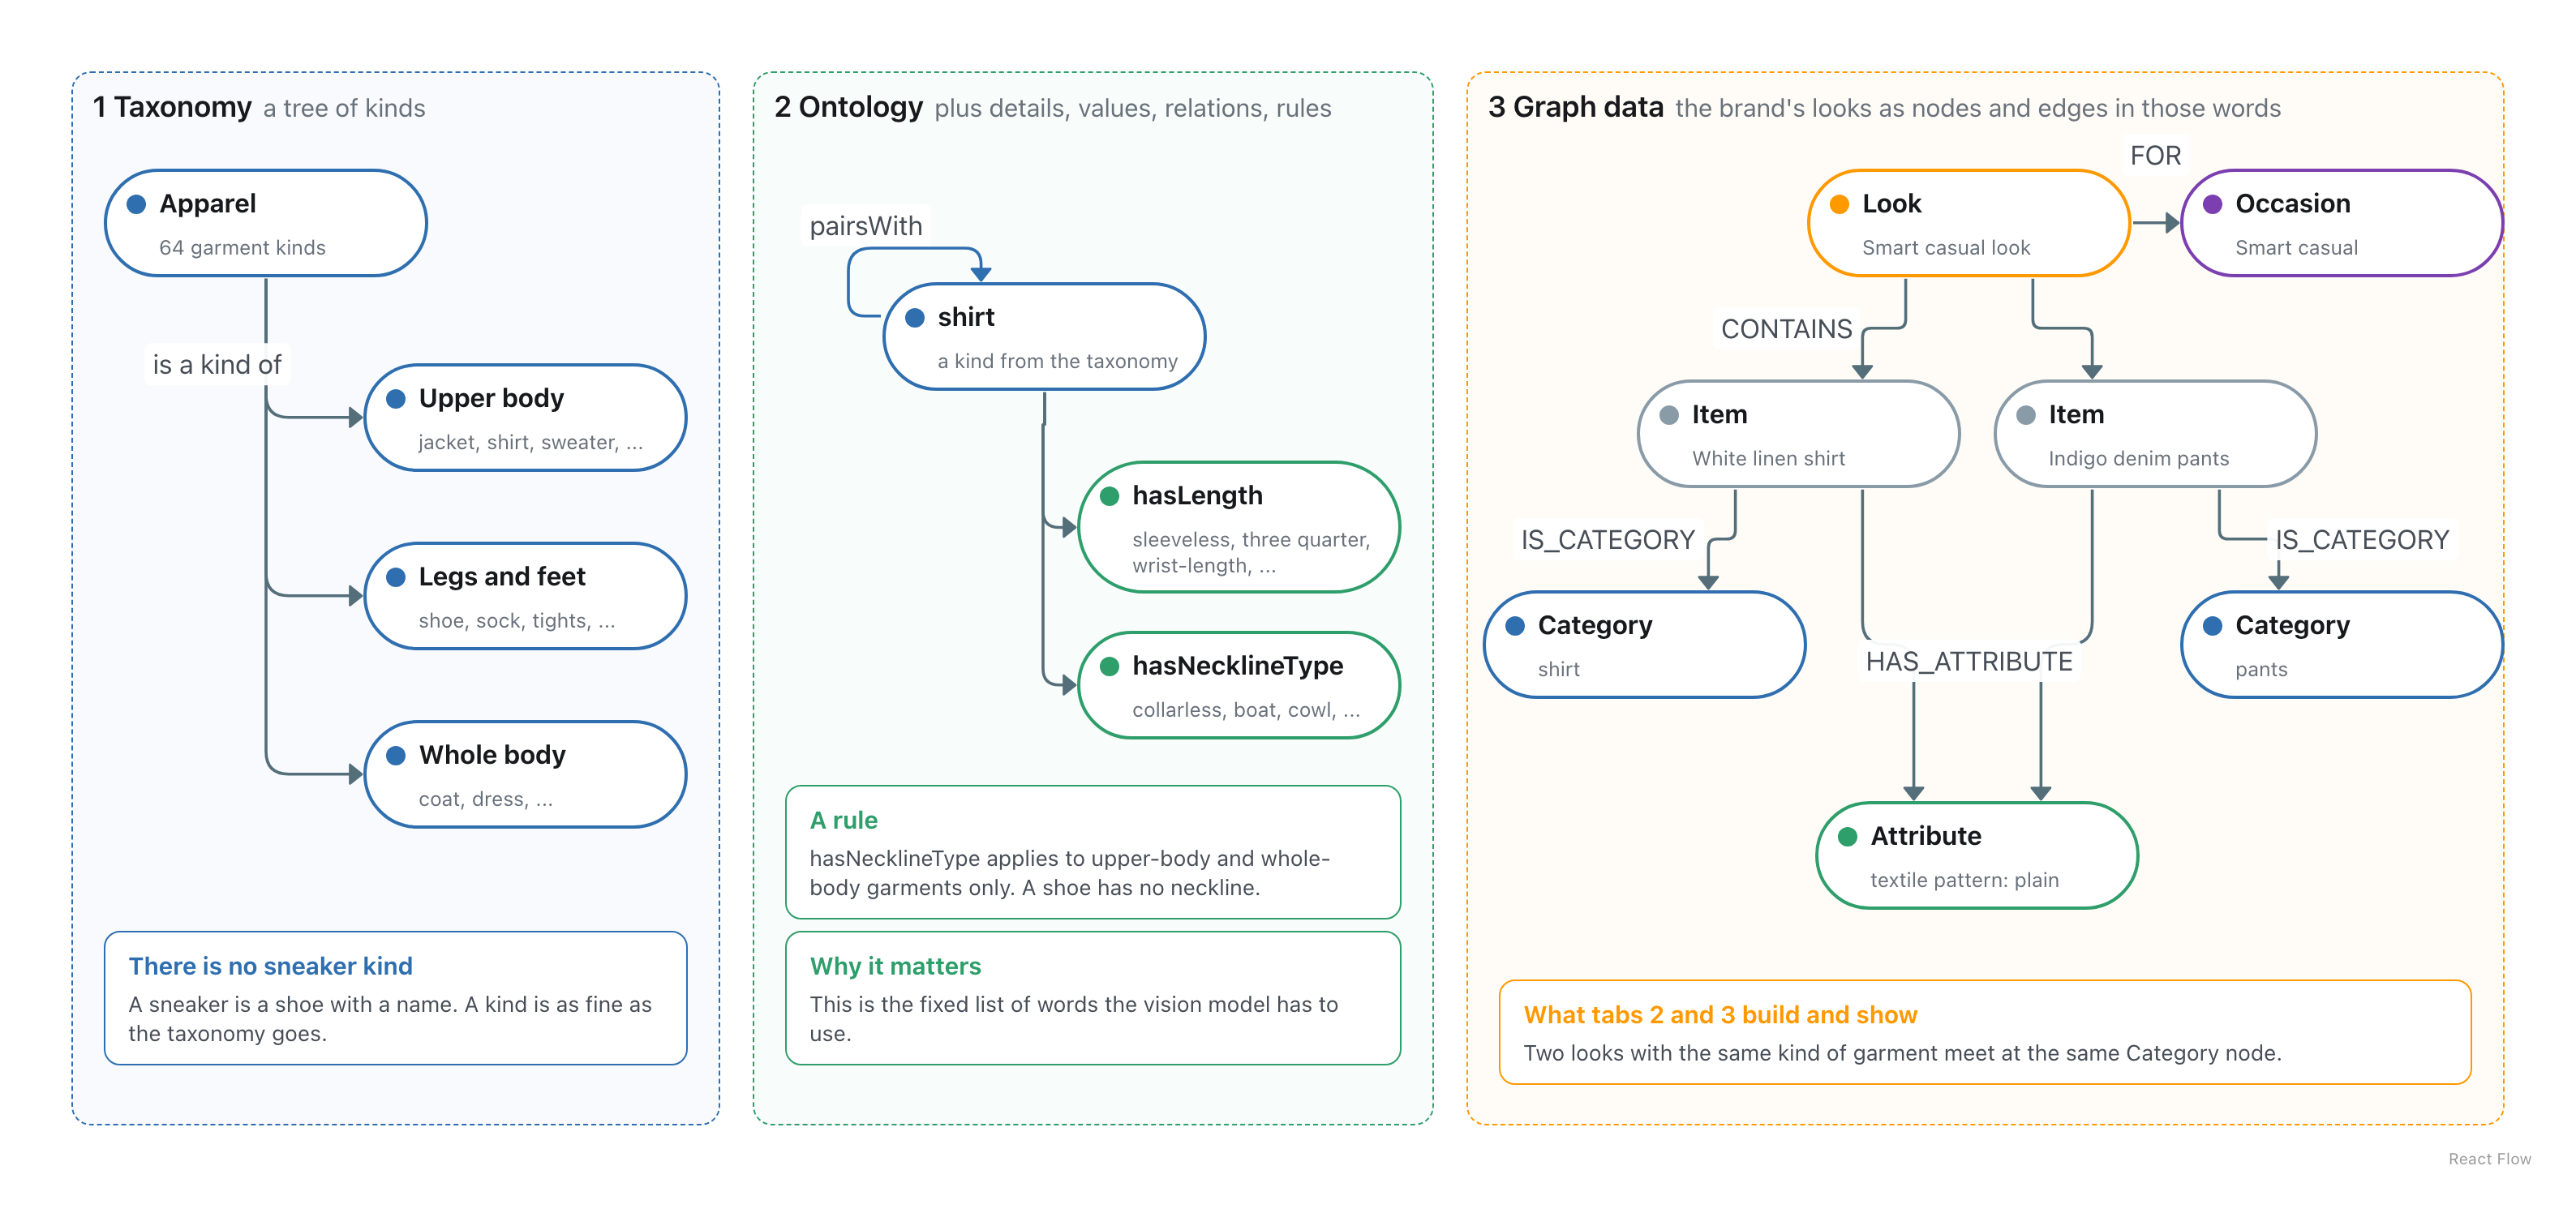 1 Taxonomy a tree of kinds
Apparel
64 garment kinds
is a kind of
Upper body
jacket, shirt, sweater, ...
Legs and feet
shoe, sock, tights, ...
Whole body
coat, dress, ...
There is no sneaker kind
A sneaker is a shoe with a name. A kind is as fine as
the taxonomy goes.
2 Ontology plus details, values, relations, rules
pairsWith
shirt
a kind from the taxonomy
hasLength
sleeveless, three quarter,
wrist-length, ...
hasNecklineType
collarless, boat, cowl, ...
A rule
hasNecklineType applies to upper-body and whole-
body garments only. A shoe has no neckline.
Why it matters
This is the fixed list of words the vision model has to
use.
3 Graph data the brand's looks as nodes and edges in those words
FOR
Look
Smart casual look
Occasion
Smart casual
CONTAINS
Item
White linen shirt
Item
Indigo denim pants
IS_CATEGORY
IS_CATEGORY
Category
shirt
HAS_ATTRIBUTE
Category
pants
Attribute
textile pattern: plain
What tabs 2 and 3 build and show
Two looks with the same kind of garment meet at the same Category node.
React Flow